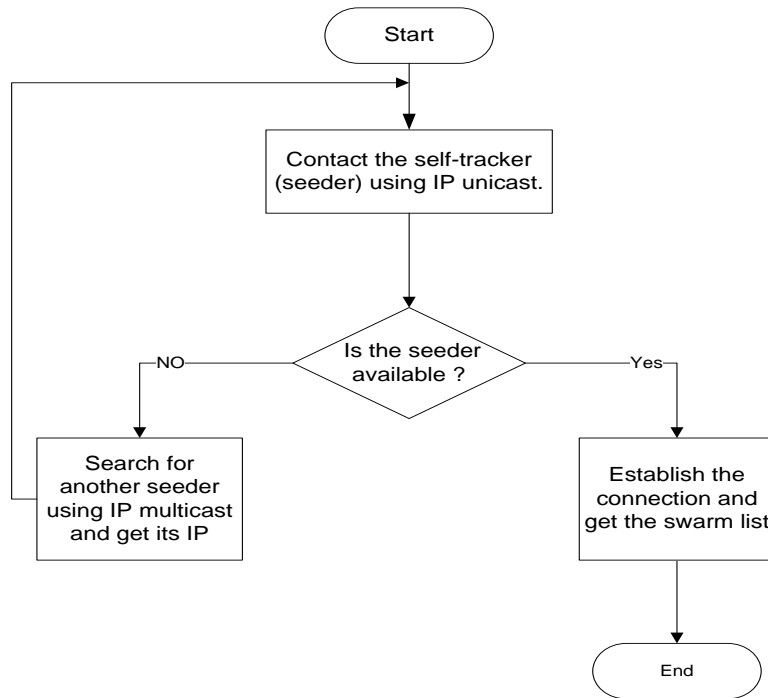 Start
Contact the self-tracker
(seeder) using IP unicast.
Is the seeder
available ?
NO
Yes
Search for
another seeder
using IP multicast
and get its IP
Establish the
connection and
get the swarm list
End